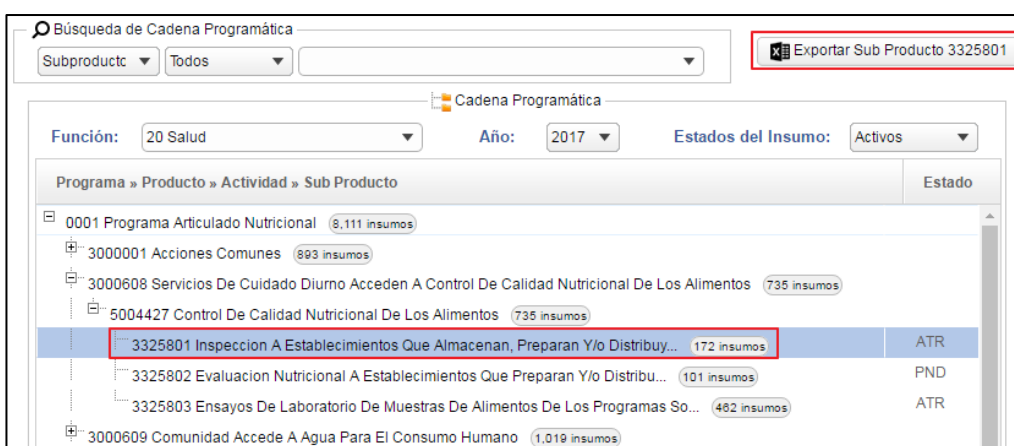 Búsqueda de Cadena Programática
Subproductc Todos
Exportar Sub Producto 3325801
Cadena Programática
Función: 20 Salud Año: 2017 Estados del Insumo: Activos
Programa » Producto » Actividad » Sub Producto Estado
0001 Programa Articulado Nutricional 8,111 insumos
3000001 Acciones Comunes 893 insumos
3000608 Servicios De Cuidado Diurno Acceden A Control De Calidad Nutricional De Los Alimentos 735 insumos
5004427 Control De Calidad Nutricional De Los Alimentos 735 insumos
3325801 Inspeccion A Establecimientos Que Almacenan, Preparan Y/o Distribuy... 172 insumos ATR
3325802 Evaluacion Nutricional A Establecimientos Que Preparan Y/o Distribu... 101 insumos PND
3325803 Ensayos De Laboratorio De Muestras De Alimentos De Los Programas So... 462 insumos ATR
3000609 Comunidad Accede A Agua Para El Consumo Humano 1,019 insumos